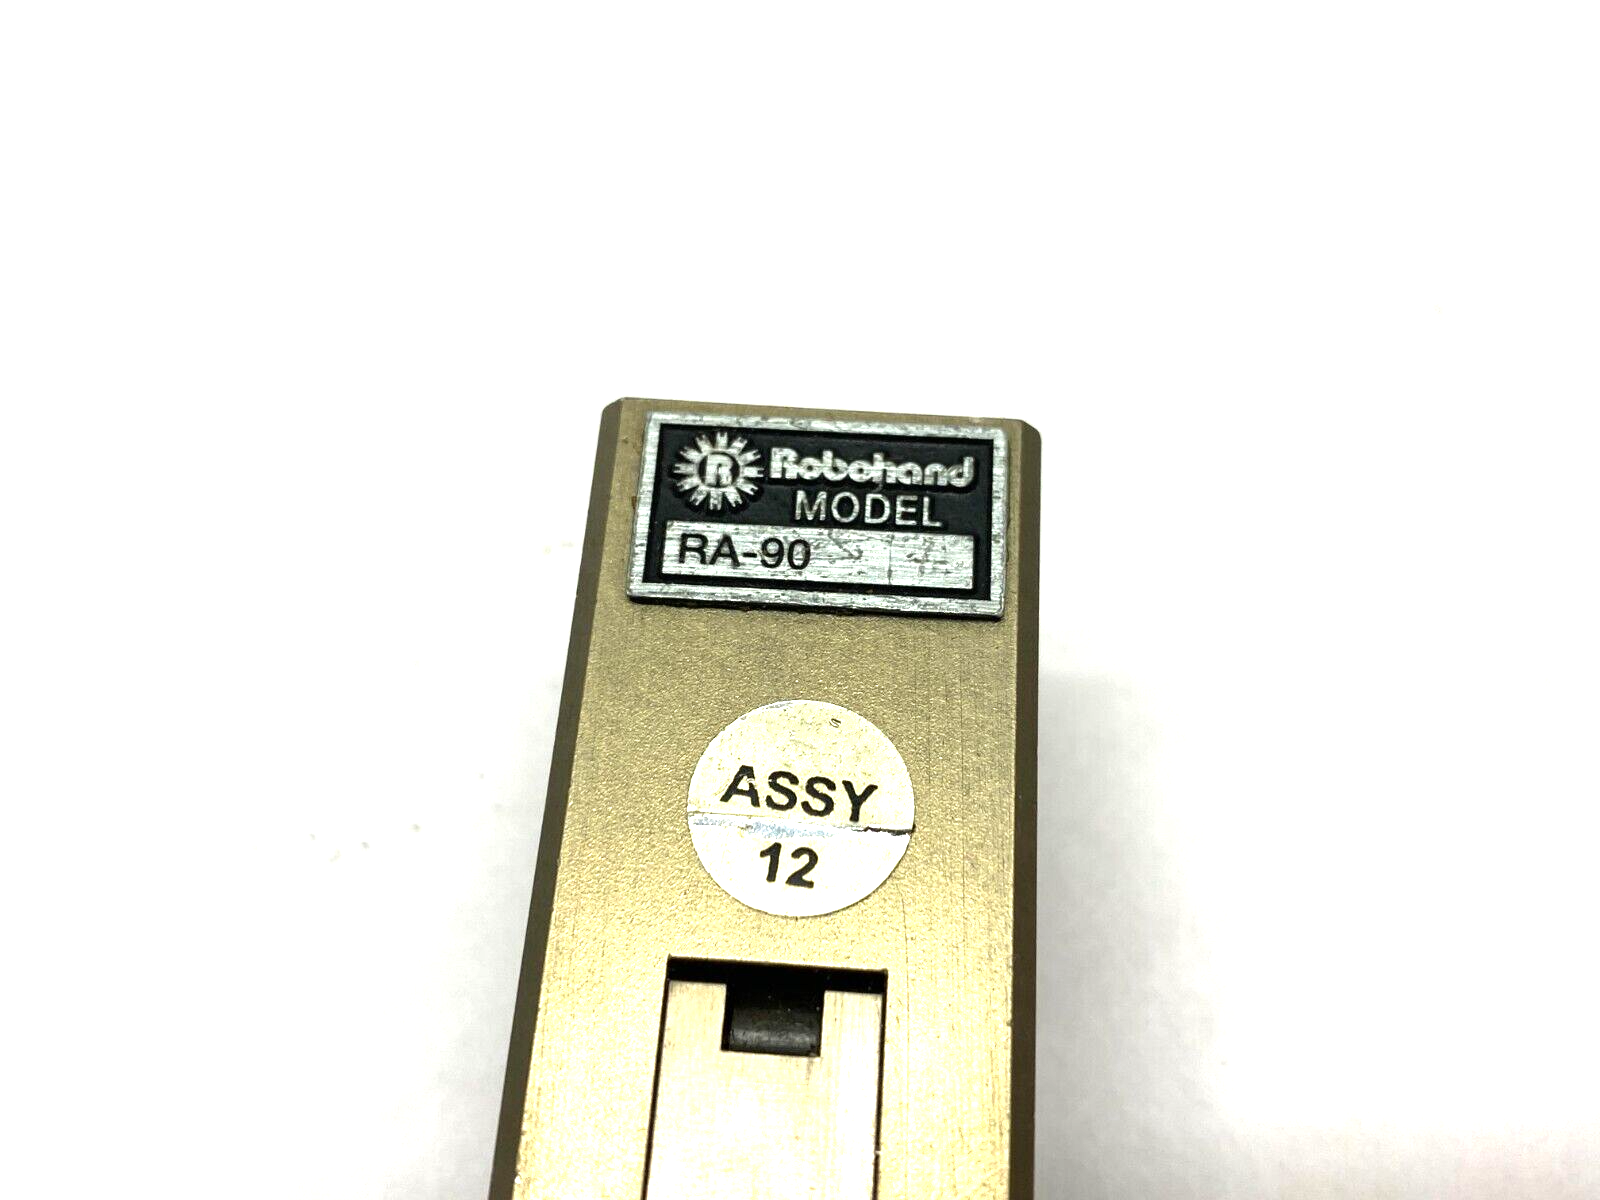 R Robohand
MODEL
RA-90
S
ASSY
12